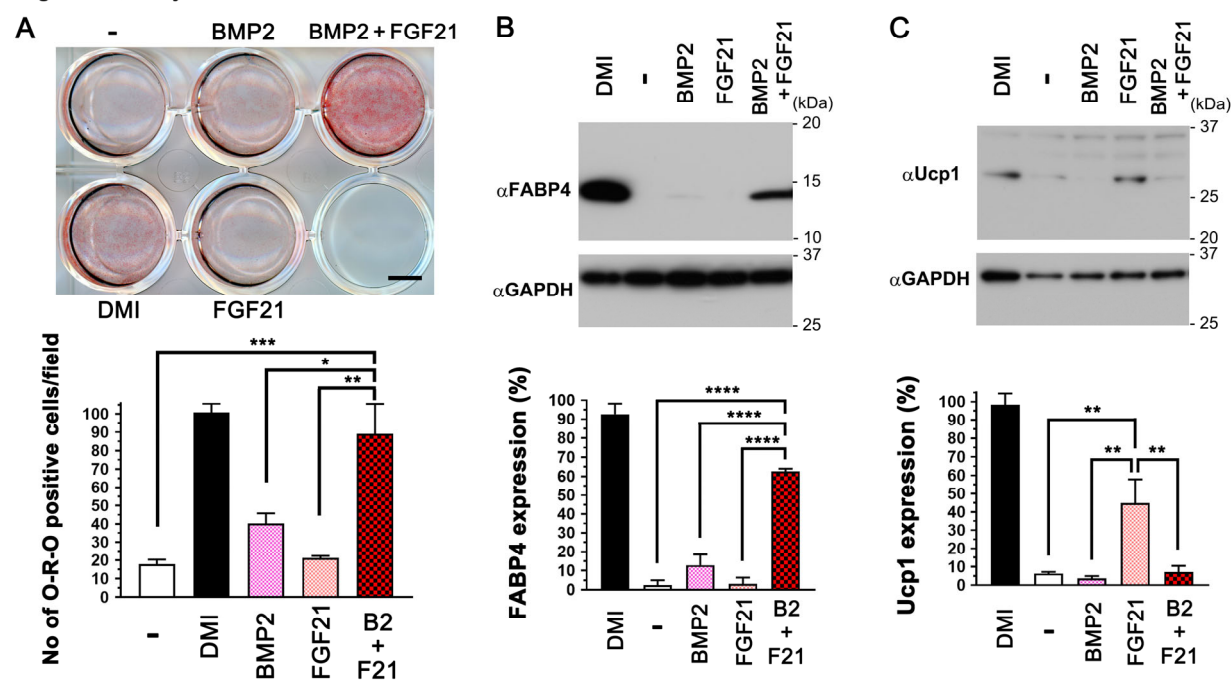 A
- BMP2 BMP2 + FGF21
DMI FGF21
No of O-R-O positive cells/field
100
90
80
70
60
50
40
30
20
10
0
***
*
**
-
DMI
BMP2
FGF21
B2
+
F21
B
DMI
-
BMP2
FGF21
BMP2
+ FGF21
(kDa)
20
αFABP4
15
10
37
αGAPDH
25
FABP4 expression (%)
100
90
80
70
60
50
40
30
20
10
0
****
****
****
DMI
-
BMP2
FGF21
B2
+
F21
C
DMI
-
BMP2
FGF21
BMP2
+ FGF21
(kDa)
37
αUcp1
25
20
37
αGAPDH
25
Ucp1 expression (%)
100
90
80
70
60
50
40
30
20
10
0
**
**
**
DMI
-
BMP2
FGF21
B2
+
F21